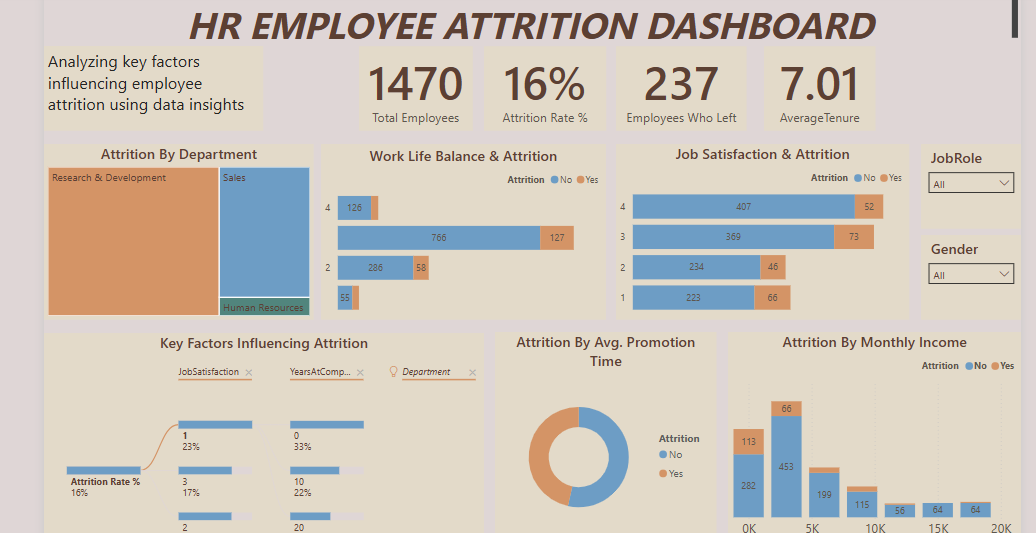 HR EMPLOYEE ATTRITION DASHBOARD
Analyzing key factors
influencing employee
attrition using data insights
1470
Total Employees
16%
Attrition Rate %
237
Employees Who Left
7.01
AverageTenure
Attrition By Department
Research & Development
Sales
Human Resources
Work Life Balance & Attrition
Attrition No Yes
4 126
766 127
2 286 58
55
Job Satisfaction & Attrition
Attrition No Yes
4 407 52
3 369 73
2 234 46
1 223 66
JobRole
All
Gender
All
Key Factors Influencing Attrition
JobSatisfaction
YearsAtComp...
Department
Attrition Rate %
16%
1
23%
3
17%
2
0
33%
10
22%
20
Attrition By Avg. Promotion
Time
Attrition
No
Yes
Attrition By Monthly Income
Attrition No Yes
113
282
66
453
199
115
56
64
64
0K 5K 10K 15K 20K